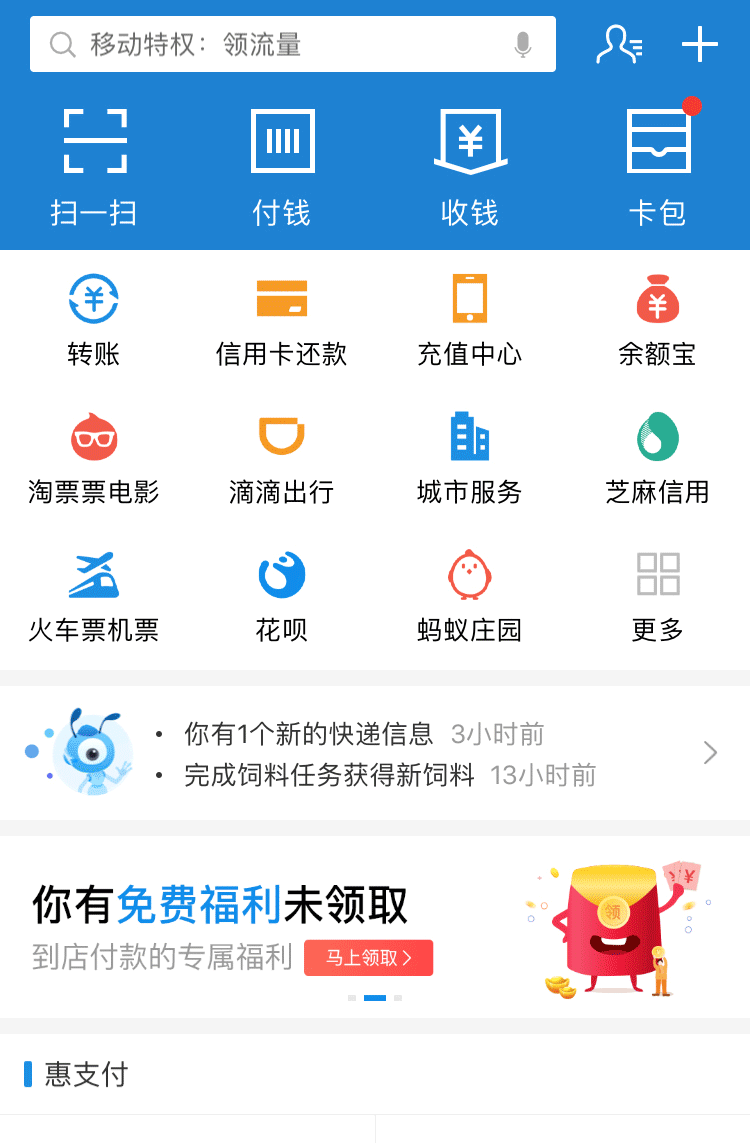 移动特权：领流量
扫一扫 付钱 收钱 卡包
转账 信用卡还款 充值中心 余额宝
淘票票电影 滴滴出行 城市服务 芝麻信用
火车票机票 花呗 蚂蚁庄园 更多
• 你有1个新的快递信息 3小时前
• 完成饲料任务获得新饲料 13小时前
你有免费福利未领取
到店付款的专属福利 马上领取
领
惠支付